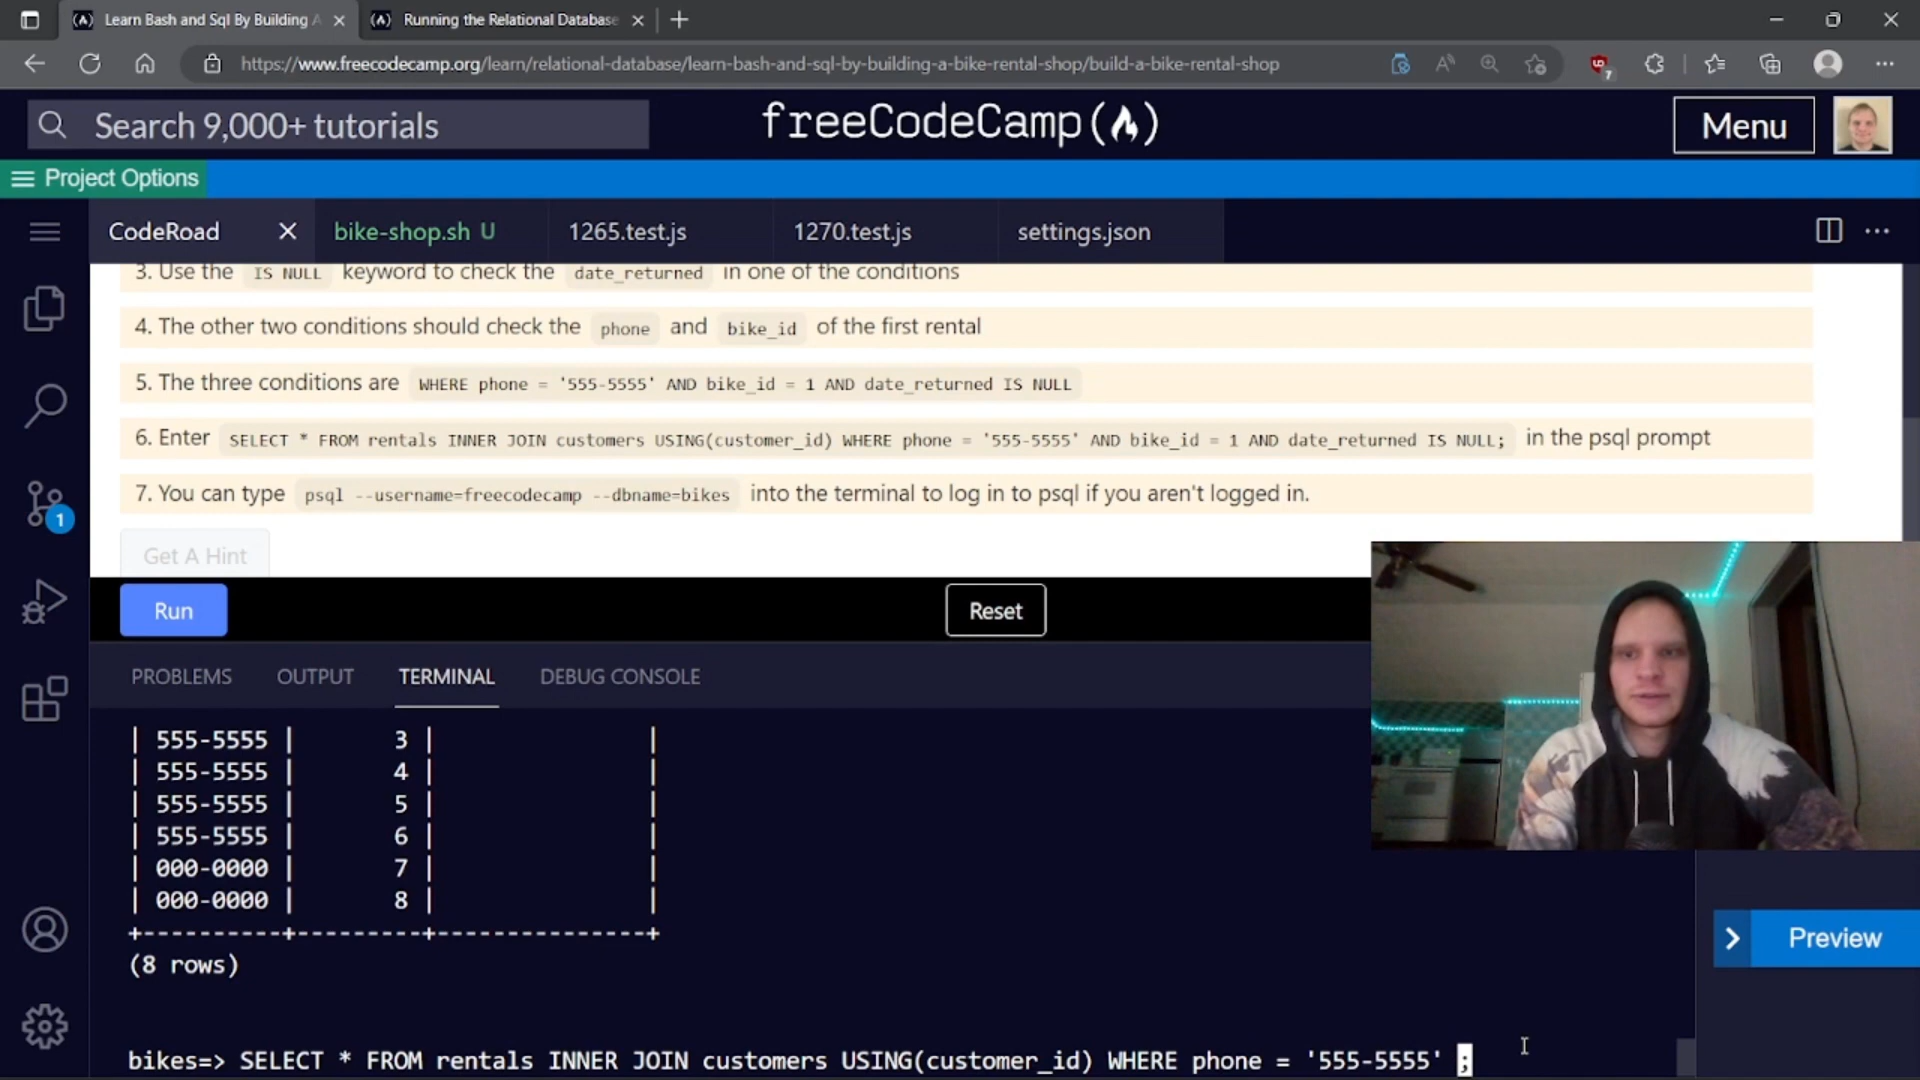 Learn Bash and Sql By Building A
Running the Relational Database
https://www.freecodecamp.org/learn/relational-database/learn-bash-and-sql-by-building-a-bike-rental-shop/build-a-bike-rental-shop
7
Search 9,000+ tutorials
freeCodeCamp
Menu
Project Options
CodeRoad
bike-shop.sh U
1265.test.js
1270.test.js
settings.json
3. Use the IS NULL keyword to check the date_returned in one of the conditions
4. The other two conditions should check the phone and bike_id of the first rental
5. The three conditions are WHERE phone = '555-5555' AND bike_id = 1 AND date_returned IS NULL
6. Enter SELECT * FROM rentals INNER JOIN customers USING(customer_id) WHERE phone = '555-5555' AND bike_id = 1 AND date_returned IS NULL; in the psql prompt
7. You can type psql --username=freecodecamp --dbname=bikes into the terminal to log in to psql if you aren't logged in.
1
Get A Hint
Run
Reset
PROBLEMS
OUTPUT
TERMINAL
DEBUG CONSOLE
| 555-5555 | 3 | |
| 555-5555 | 4 | |
| 555-5555 | 5 | |
| 555-5555 | 6 | |
| 000-0000 | 7 | |
| 000-0000 | 8 | |
+----------+---------+---------------+
(8 rows)
Preview
bikes=> SELECT * FROM rentals INNER JOIN customers USING(customer_id) WHERE phone = '555-5555' ;